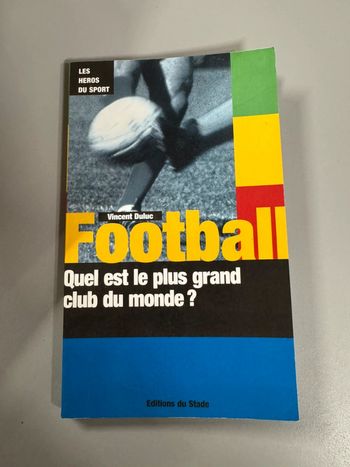 LES
HEROS
DU SPORT
Vincent Duluc
Football
Quel est le plus grand
club du monde ?
Editions du Stade